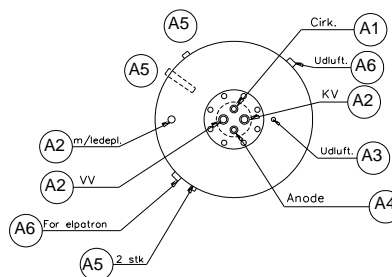 Cirk.
A1
A5
A5
Udluft.
A6
KV
A2
A2
m/ledepl.
Udluft.
A3
A2
VV
Anode
A4
A6
For elpatron
A5
2 stk